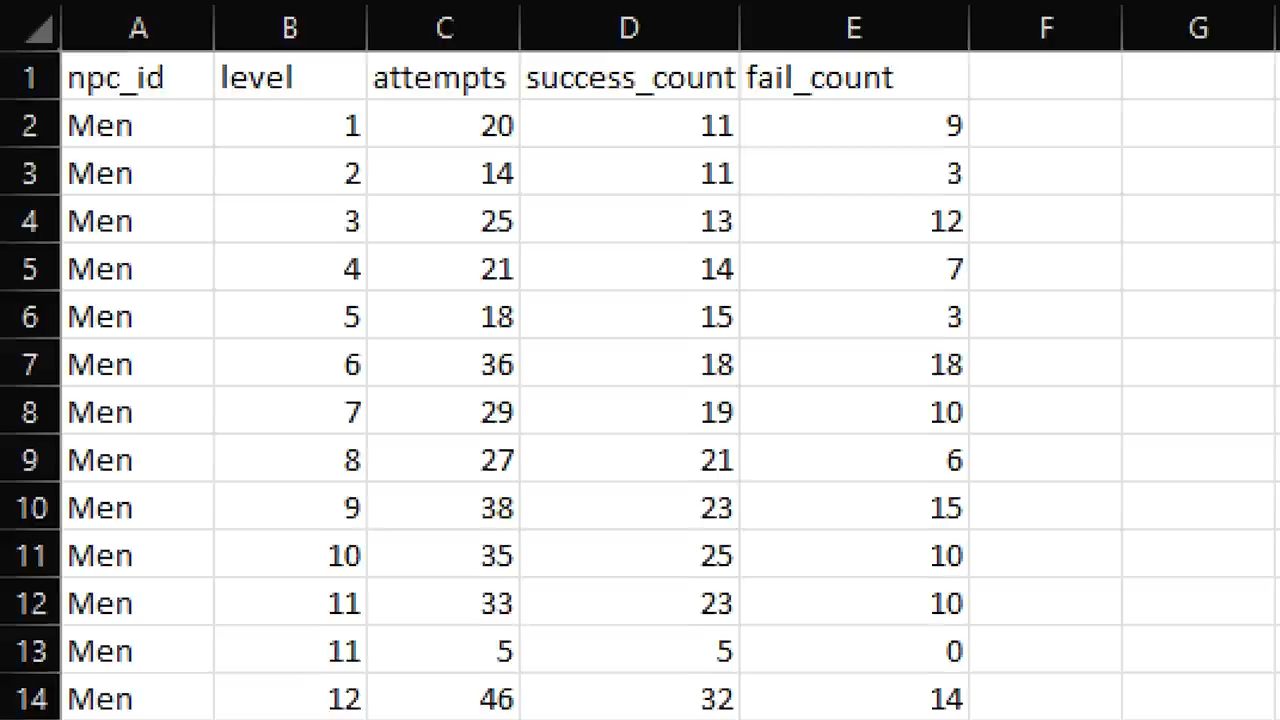 A B C D E F G
1 npc_id level attempts success_count fail_count
2 Men 1 20 11 9
3 Men 2 14 11 3
4 Men 3 25 13 12
5 Men 4 21 14 7
6 Men 5 18 15 3
7 Men 6 36 18 18
8 Men 7 29 19 10
9 Men 8 27 21 6
10 Men 9 38 23 15
11 Men 10 35 25 10
12 Men 11 33 23 10
13 Men 11 5 5 0
14 Men 12 46 32 14